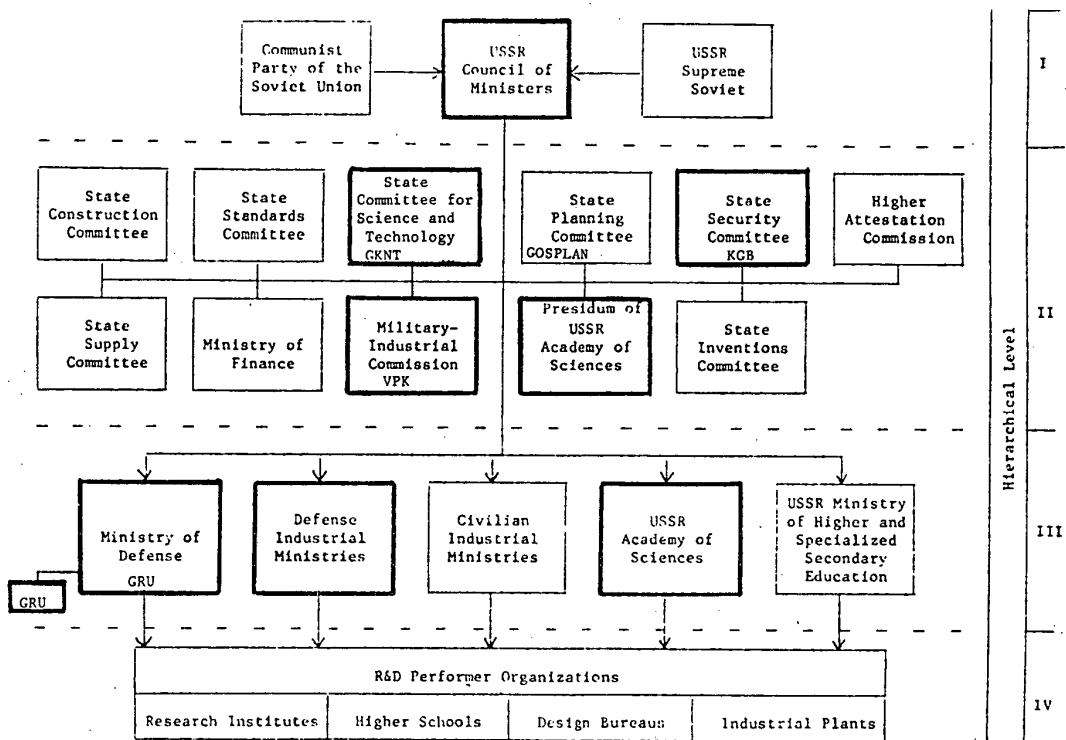 Communist
Party of the
Soviet Union
USSR
Council of
Ministers
USSR
Supreme
Soviet
I
State
Construction
Committee
State
Standards
Committee
State
Committee for
Science and
Technology
GKNT
State
Planning
Committee
GOSPLAN
State
Security
Committee
KGB
Higher
Attestation
Commission
State
Supply
Committee
Ministry of
Finance
Military-
Industrial
Commission
VPK
Presidum of
USSR
Academy of
Sciences
State
Inventions
Committee
II
Hierarchical Level
Ministry of
Defense
GRU
GRU
Defense
Industrial
Ministries
Civilian
Industrial
Ministries
USSR
Academy of
Sciences
USSR Ministry
of Higher and
Specialized
Secondary
Education
III
R&D Performer Organizations
Research Institutes
Higher Schools
Design Bureaus
Industrial Plants
IV